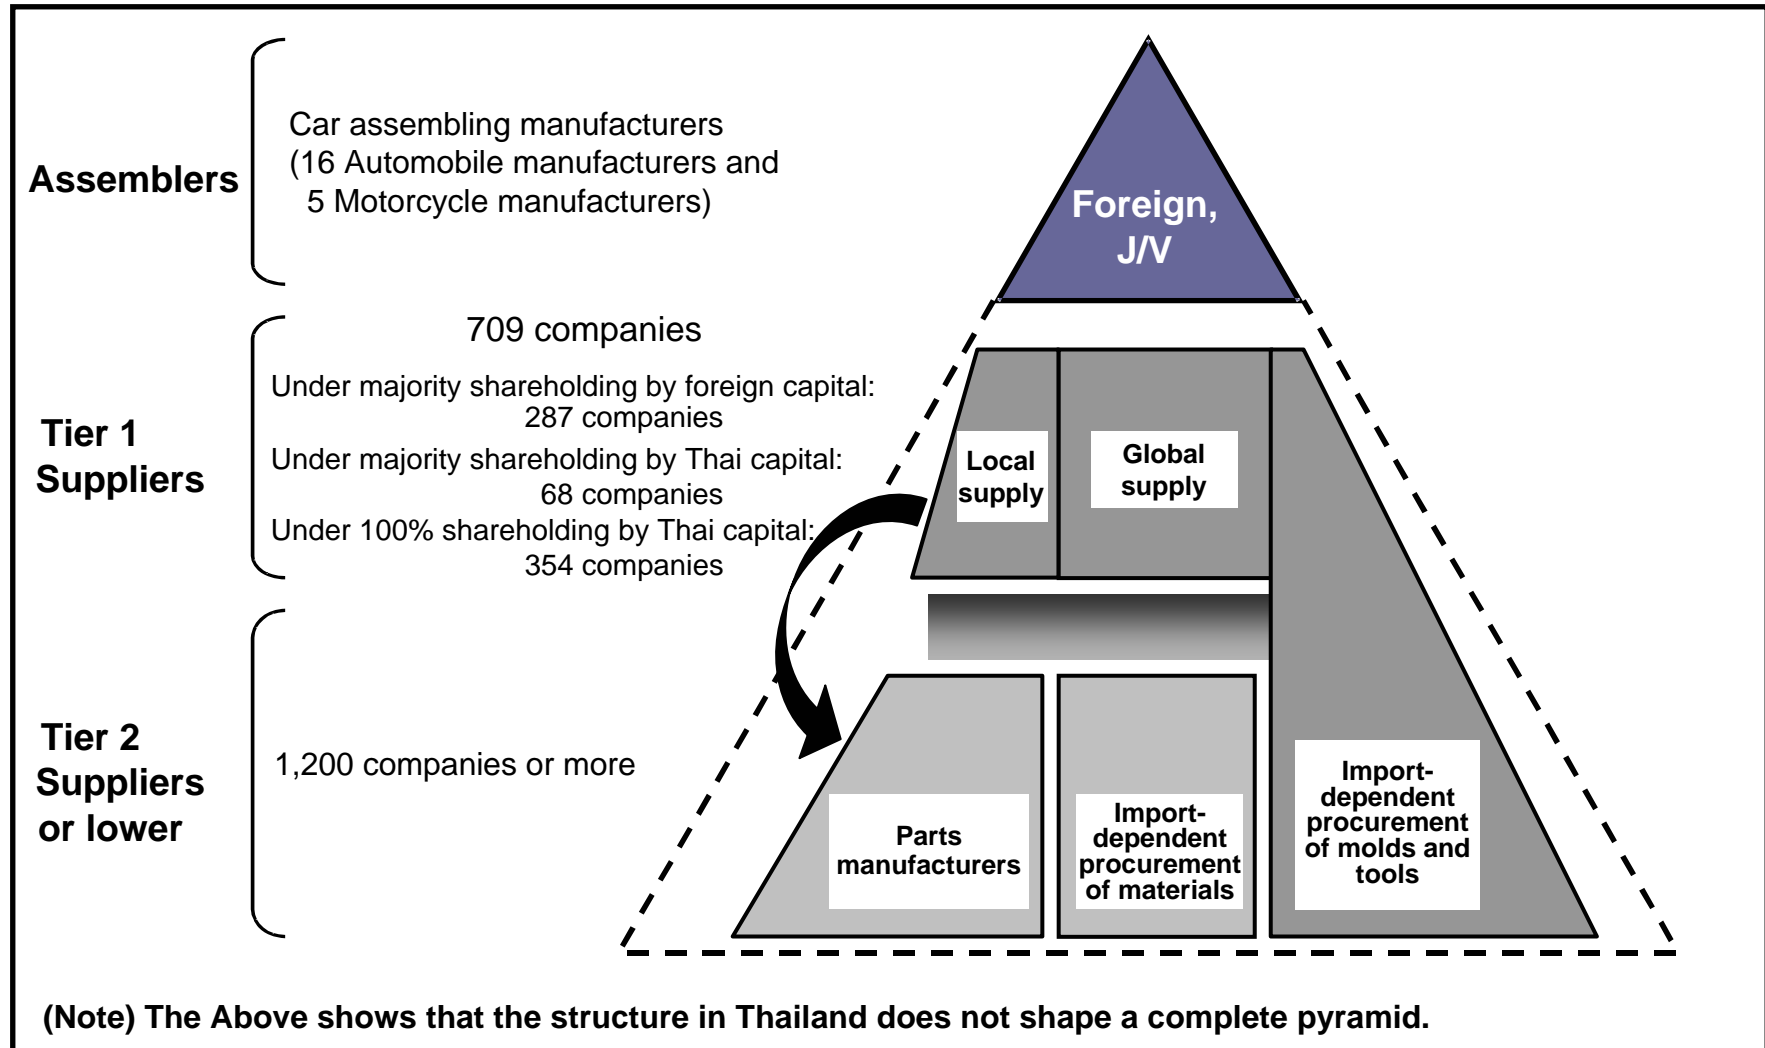 Assemblers
Car assembling manufacturers
(16 Automobile manufacturers and
5 Motorcycle manufacturers)
Foreign,
J/V
Tier 1
Suppliers
709 companies
Under majority shareholding by foreign capital:
287 companies
Under majority shareholding by Thai capital:
68 companies
Under 100% shareholding by Thai capital:
354 companies
Local
supply
Global
supply
Tier 2
Suppliers
or lower
1,200 companies or more
Parts
manufacturers
Import-
dependent
procurement
of materials
Import-
dependent
procurement
of molds and
tools
(Note) The Above shows that the structure in Thailand does not shape a complete pyramid.